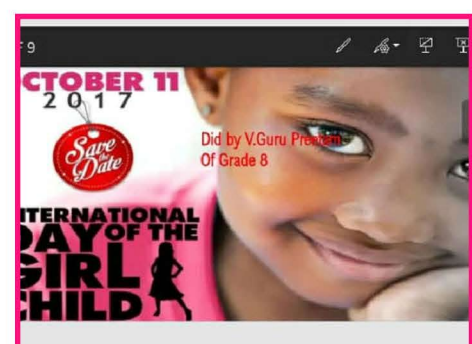 F 9
OCTOBER 11
2017
Save
the
Date
Did by V.Guru
Of Grade 8
INTERNATIONAL
DAY OF THE
GIRL
CHILD